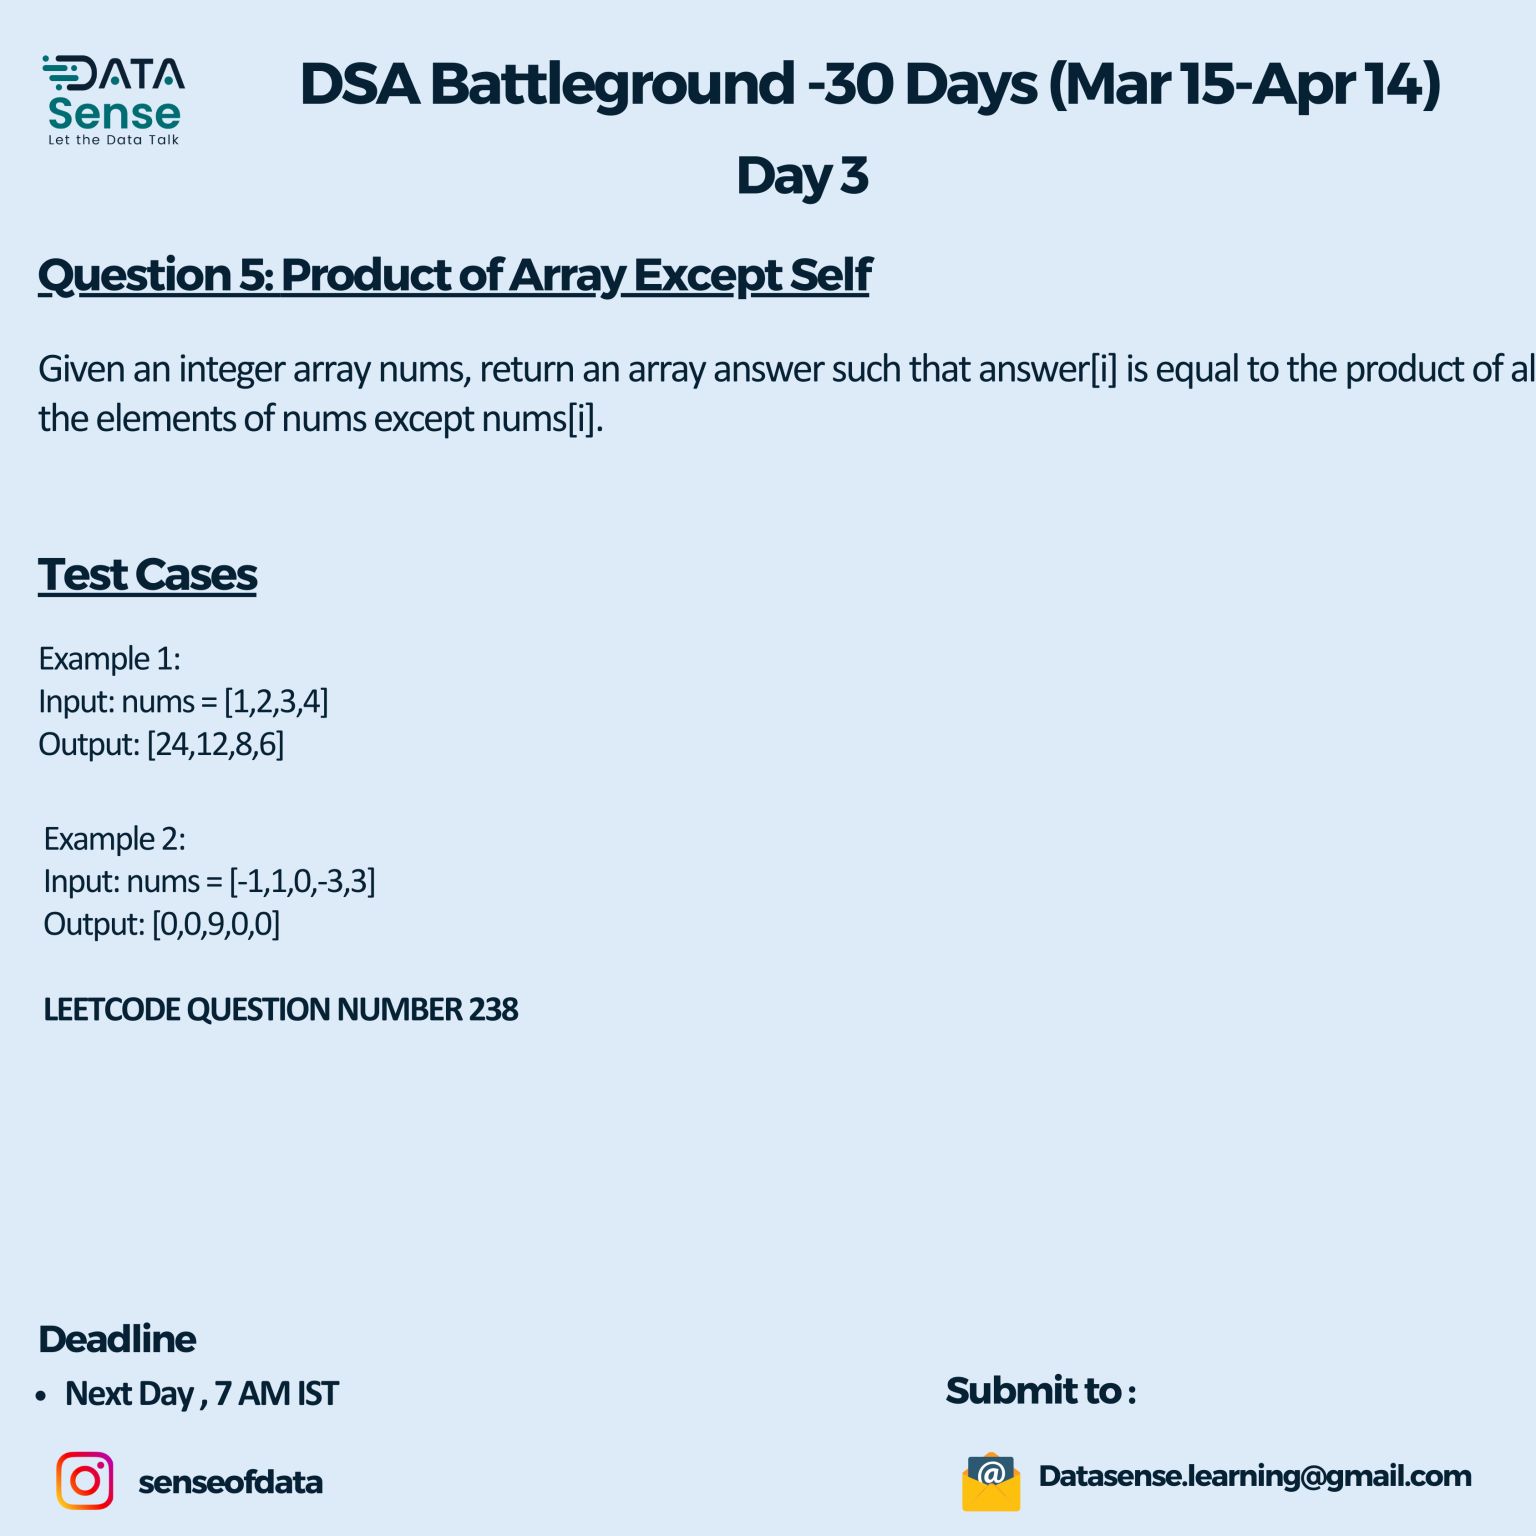 DATA
Sense
Let the Data Talk
DSA Battleground -30 Days (Mar 15-Apr 14)
Day 3
Question 5: Product of Array Except Self
Given an integer array nums, return an array answer such that answer[i] is equal to the product of al
the elements of nums except nums[i].
Test Cases
Example 1:
Input: nums = [1,2,3,4]
Output: [24,12,8,6]
Example 2:
Input: nums = [-1,1,0,-3,3]
Output: [0,0,9,0,0]
LEETCODE QUESTION NUMBER 238
Deadline
• Next Day , 7 AM IST
senseofdata
Submit to :
@
Datasense.learning@gmail.com